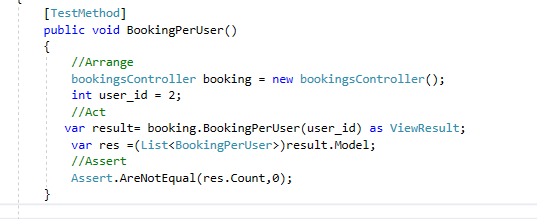 [TestMethod]
public void BookingPerUser()
{
//Arrange
bookingsController booking = new bookingsController();
int user_id = 2;
//Act
var result= booking.BookingPerUser(user_id) as ViewResult;
var res =(List<BookingPerUser>)result.Model;
//Assert
Assert.AreNotEqual(res.Count,0);
}